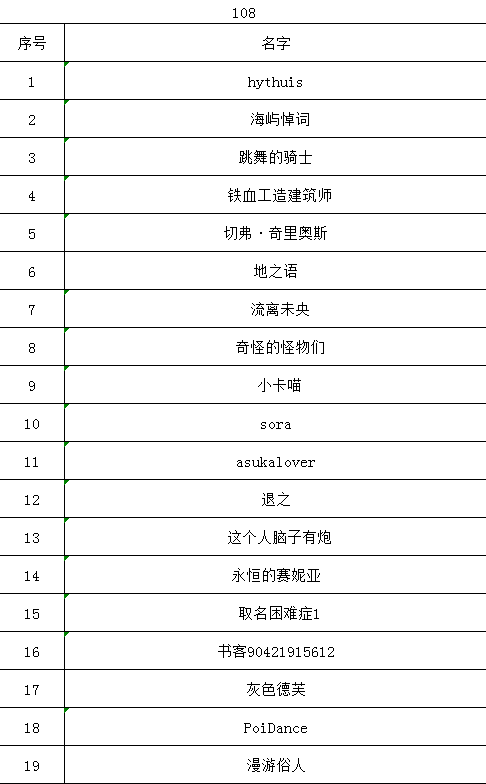 108
序号 名字
1 hythuis
2 海屿悼词
3 跳舞的骑士
4 铁血工造建筑师
5 切弗·奇里奥斯
6 地之语
7 流离未央
8 奇怪的怪物们
9 小卡喵
10 sora
11 asukalover
12 退之
13 这个人脑子有炮
14 永恒的赛妮亚
15 取名困难症1
16 书客90421915612
17 灰色德芙
18 PoiDance
19 漫游俗人